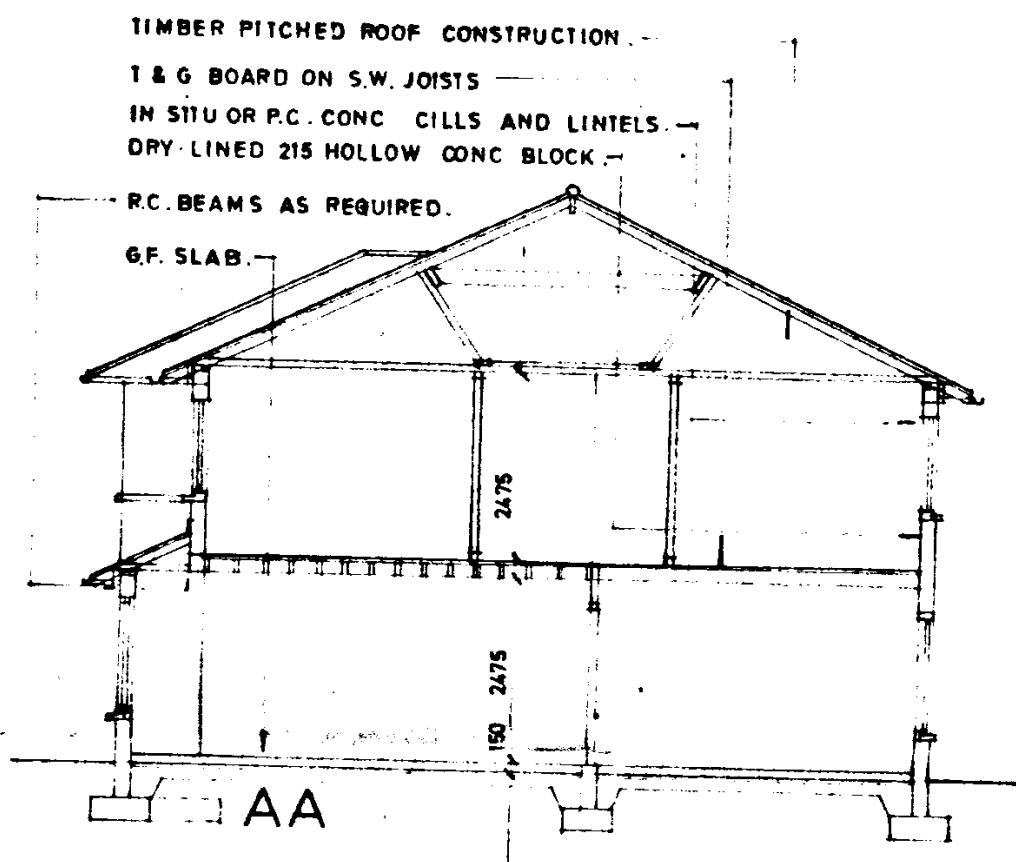 TIMBER PITCHED ROOF CONSTRUCTION.
T & G BOARD ON S.W. JOISTS
IN SITU OR P.C. CONC CILLS AND LINTELS.
DRY-LINED 215 HOLLOW CONC BLOCK.
R.C. BEAMS AS REQUIRED.
G.F. SLAB.
2475
2475
150
AA